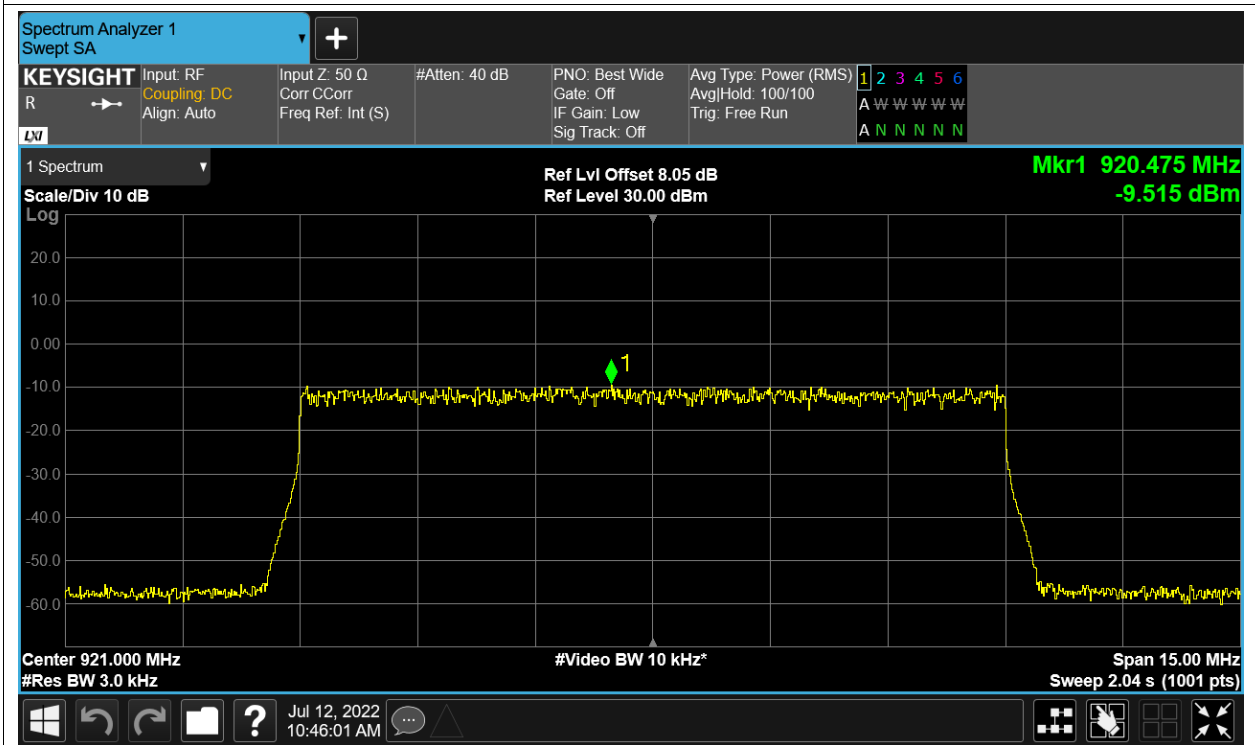 Spectrum Analyzer 1
Swept SA
KEYSIGHT
R
LXI
Input: RF
Coupling: DC
Align: Auto
Input Z: 50 Ω
Corr CCorr
Freq Ref: Int (S)
#Atten: 40 dB
PNO: Best Wide
Gate: Off
IF Gain: Low
Sig Track: Off
Avg Type: Power (RMS)
Avg|Hold: 100/100
Trig: Free Run
1 2 3 4 5 6
A W W W W W
A N N N N N
1 Spectrum
Scale/Div 10 dB
Log
Ref Lvl Offset 8.05 dB
Ref Level 30.00 dBm
Mkr1 920.475 MHz
-9.515 dBm
20.0
10.0
0.00
-10.0
-20.0
-30.0
-40.0
-50.0
-60.0
1
Center 921.000 MHz
#Res BW 3.0 kHz
#Video BW 10 kHz*
Span 15.00 MHz
Sweep 2.04 s (1001 pts)
?
Jul 12, 2022
10:46:01 AM